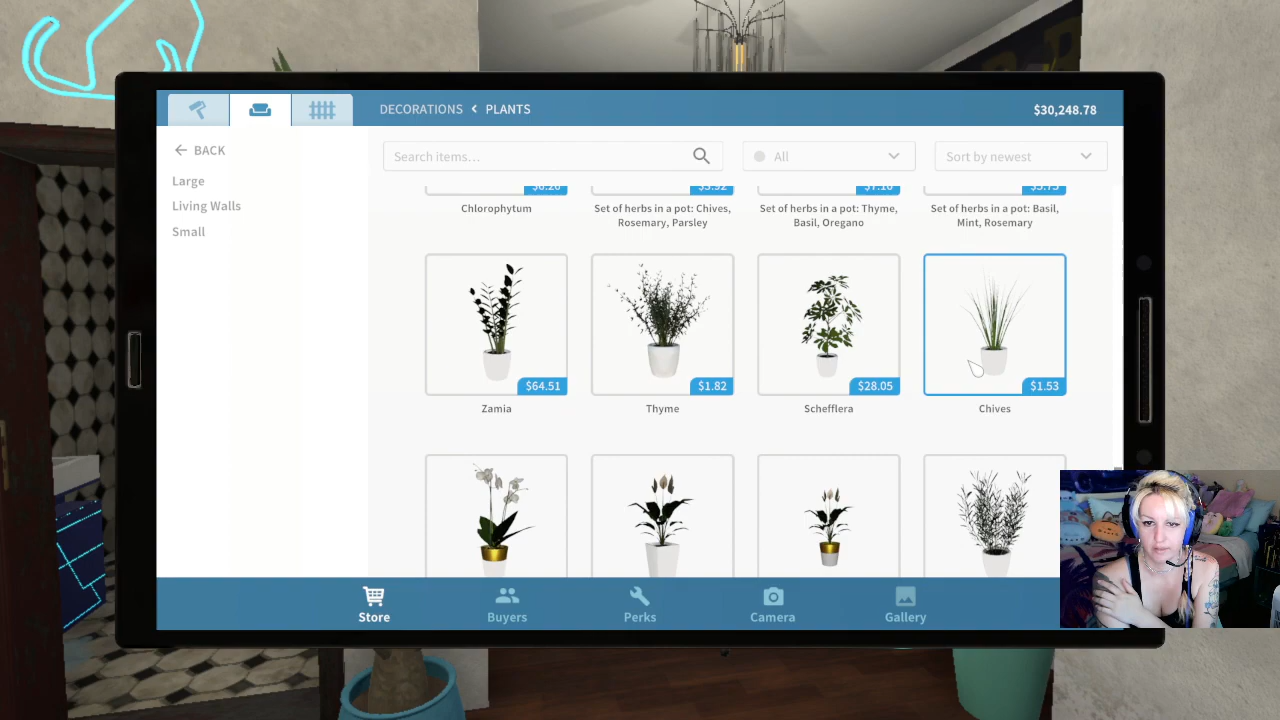 DECORATIONS < PLANTS
$30,248.78
BACK
Search items...
All
Sort by newest
Large
Living Walls
Small
Chlorophytum
Set of herbs in a pot: Chives,
Rosemary, Parsley
Set of herbs in a pot: Thyme,
Basil, Oregano
Set of herbs in a pot: Basil,
Mint, Rosemary
$64.51
$1.82
$28.05
$1.53
Zamia
Thyme
Schefflera
Chives
Store
Buyers
Perks
Camera
Gallery